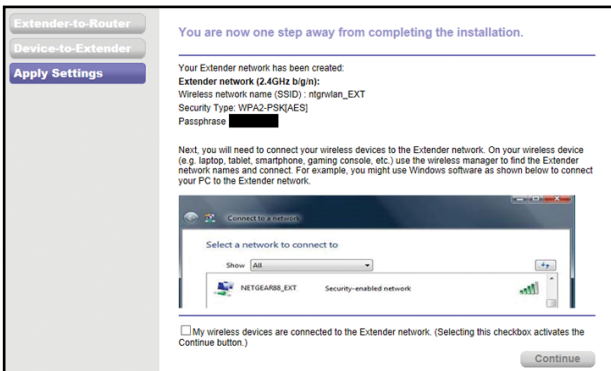 Extender-to-Router
Device-to-Extender
Apply Settings
You are now one step away from completing the installation.
Your Extender network has been created:
Extender network (2.4GHz b/g/n):
Wireless network name (SSID) : ntgrwlan_EXT
Security Type: WPA2-PSK[AES]
Passphrase
Next, you will need to connect your wireless devices to the Extender network. On your wireless device
(e.g. laptop, tablet, smartphone, gaming console, etc.) use the wireless manager to find the Extender
network names and connect. For example, you might use Windows software as shown below to connect
your PC to the Extender network.
Connect to a network
Select a network to connect to
Show All
NETGEAR88_EXT Security-enabled network
My wireless devices are connected to the Extender network. (Selecting this checkbox activates the
Continue button.)
Continue